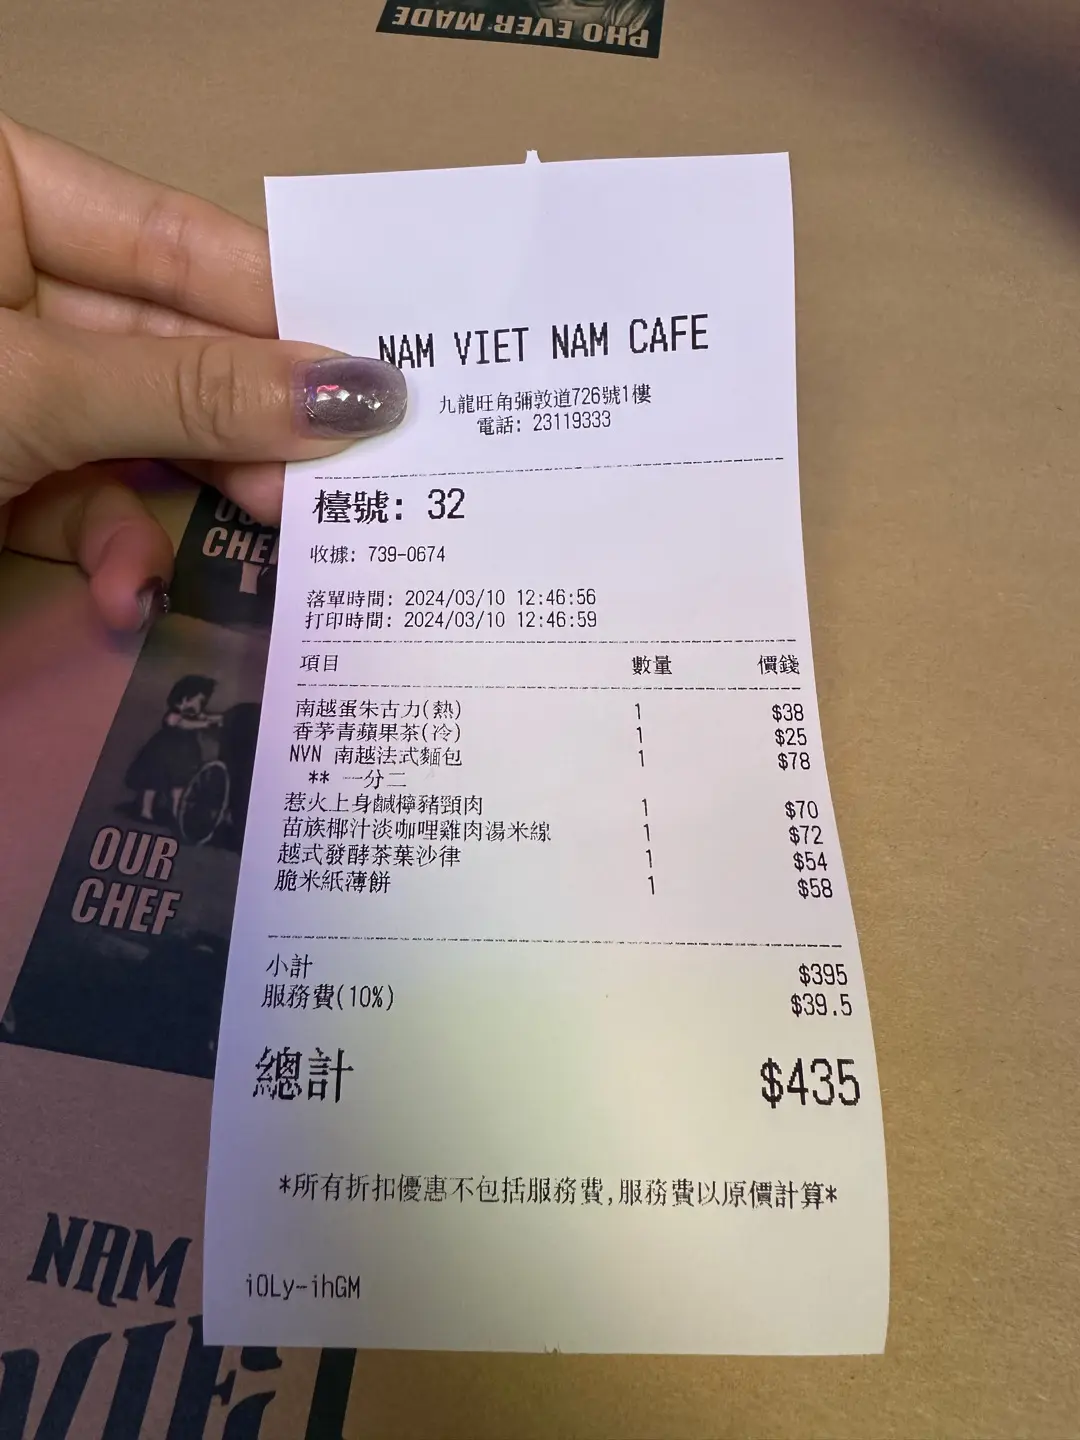 PHO EVER MADE
NAM VIET NAM CAFE
九龍旺角彌敦道726號1樓
電話: 23119333
檯號: 32
收據: 739-0674
落單時間: 2024/03/10 12:46:56
打印時間: 2024/03/10 12:46:59
項目 數量 價錢
南越蛋朱古力(熱) 1 $38
香茅青蘋果茶(冷) 1 $25
NVN 南越法式麵包 1 $78
** 一分二
惹火上身鹹檸豬頸肉 1 $70
苗族椰汁淡咖哩雞肉湯米線 1 $72
越式發酵茶葉沙律 1 $54
脆米紙薄餅 1 $58
小計 $395
服務費(10%) $39.5
總計 $435
*所有折扣優惠不包括服務費,服務費以原價計算*
iOLy-ihGM
OUR
CHEF
NAM
VIET